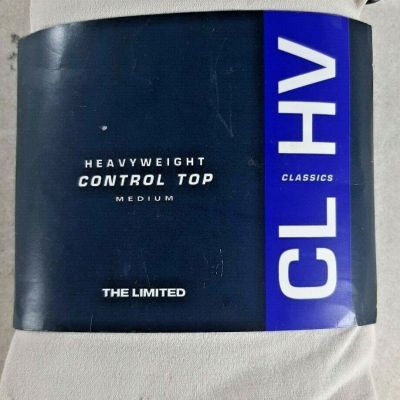 HEAVYWEIGHT
CONTROL TOP
MEDIUM
THE LIMITED
CL HV
CLASSICS